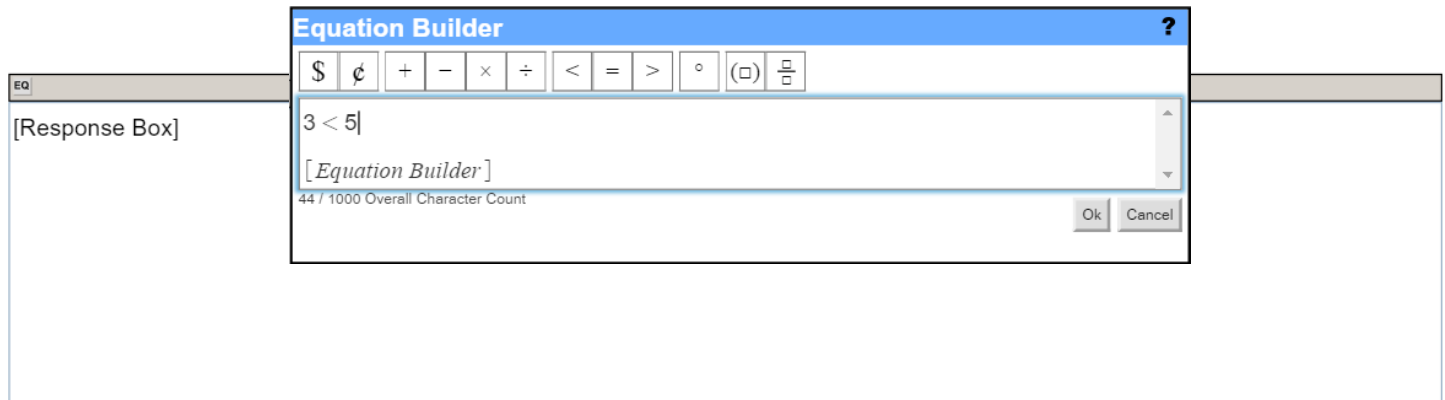 Equation Builder ?
$ ¢ + − × ÷ < = > ° (□) □/□
EQ
[Response Box]
3 < 5
[Equation Builder]
44 / 1000 Overall Character Count
Ok Cancel